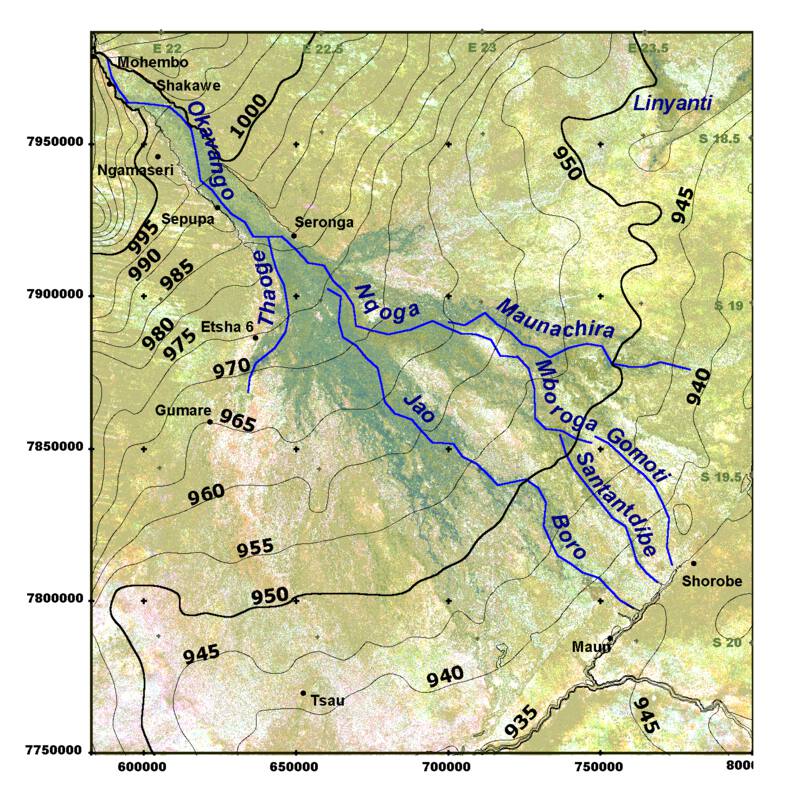 E 22
E 22.5
E 23
E 23.5
Mohembo
Shakawe
Okavango
1000
Linyanti
7950000
S 18.5
950
Ngamaseri
945
Sepupa
Seronga
995
990
985
Thaoge
7900000
Nqoga
Maunachira
S 19
980
975
Etsha 6
970
940
Mboroga
Jao
Gumare
965
Gomoti
7850000
Santantdibe
S 19.5
960
Boro
955
Shorobe
950
7800000
Maun
S 20
945
940
Tsau
935
945
7750000
600000
650000
700000
750000
8000